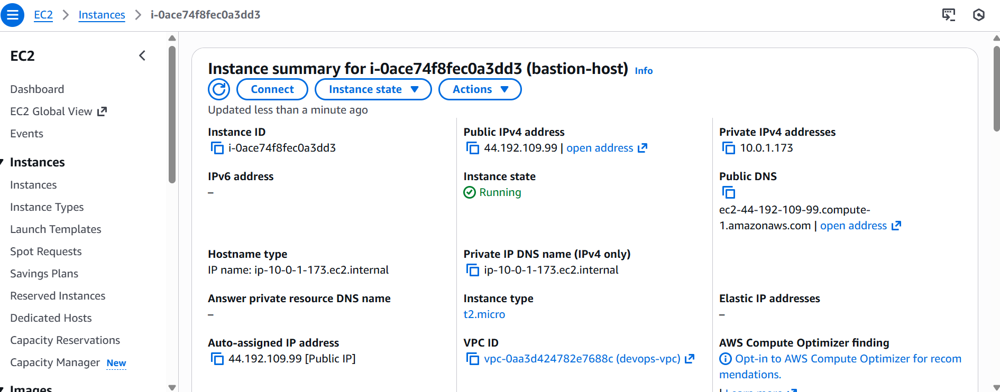 EC2 > Instances > i-0ace74f8fec0a3dd3
EC2
Dashboard
EC2 Global View
Events
Instances
Instances
Instance Types
Launch Templates
Spot Requests
Savings Plans
Reserved Instances
Dedicated Hosts
Capacity Reservations
Capacity Manager New
Images
Instance summary for i-0ace74f8fec0a3dd3 (bastion-host) Info
Connect Instance state Actions
Updated less than a minute ago
Instance ID
i-0ace74f8fec0a3dd3
Public IPv4 address
44.192.109.99 | open address
Private IPv4 addresses
10.0.1.173
IPv6 address
–
Instance state
Running
Public DNS
ec2-44-192-109-99.compute-
1.amazonaws.com | open address
Hostname type
IP name: ip-10-0-1-173.ec2.internal
Private IP DNS name (IPv4 only)
ip-10-0-1-173.ec2.internal
Answer private resource DNS name
–
Instance type
t2.micro
Elastic IP addresses
–
Auto-assigned IP address
44.192.109.99 [Public IP]
VPC ID
vpc-0aa3d424782e7688c (devops-vpc)
AWS Compute Optimizer finding
Opt-in to AWS Compute Optimizer for recom
mendations.
| Learn more